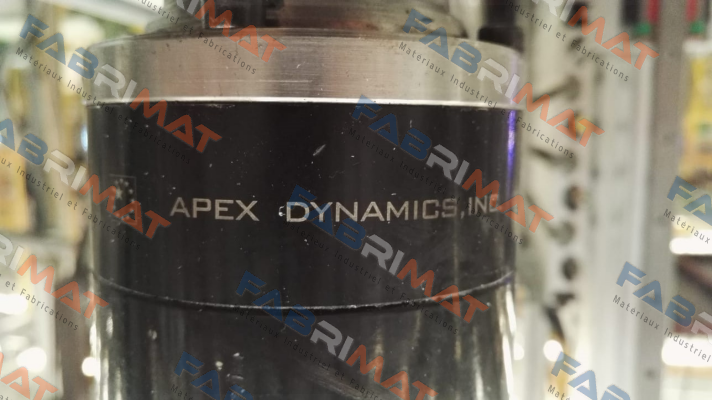 APEX DYNAMICS, INC
FABRIMAT
Materiaux Industriel et Fabrications